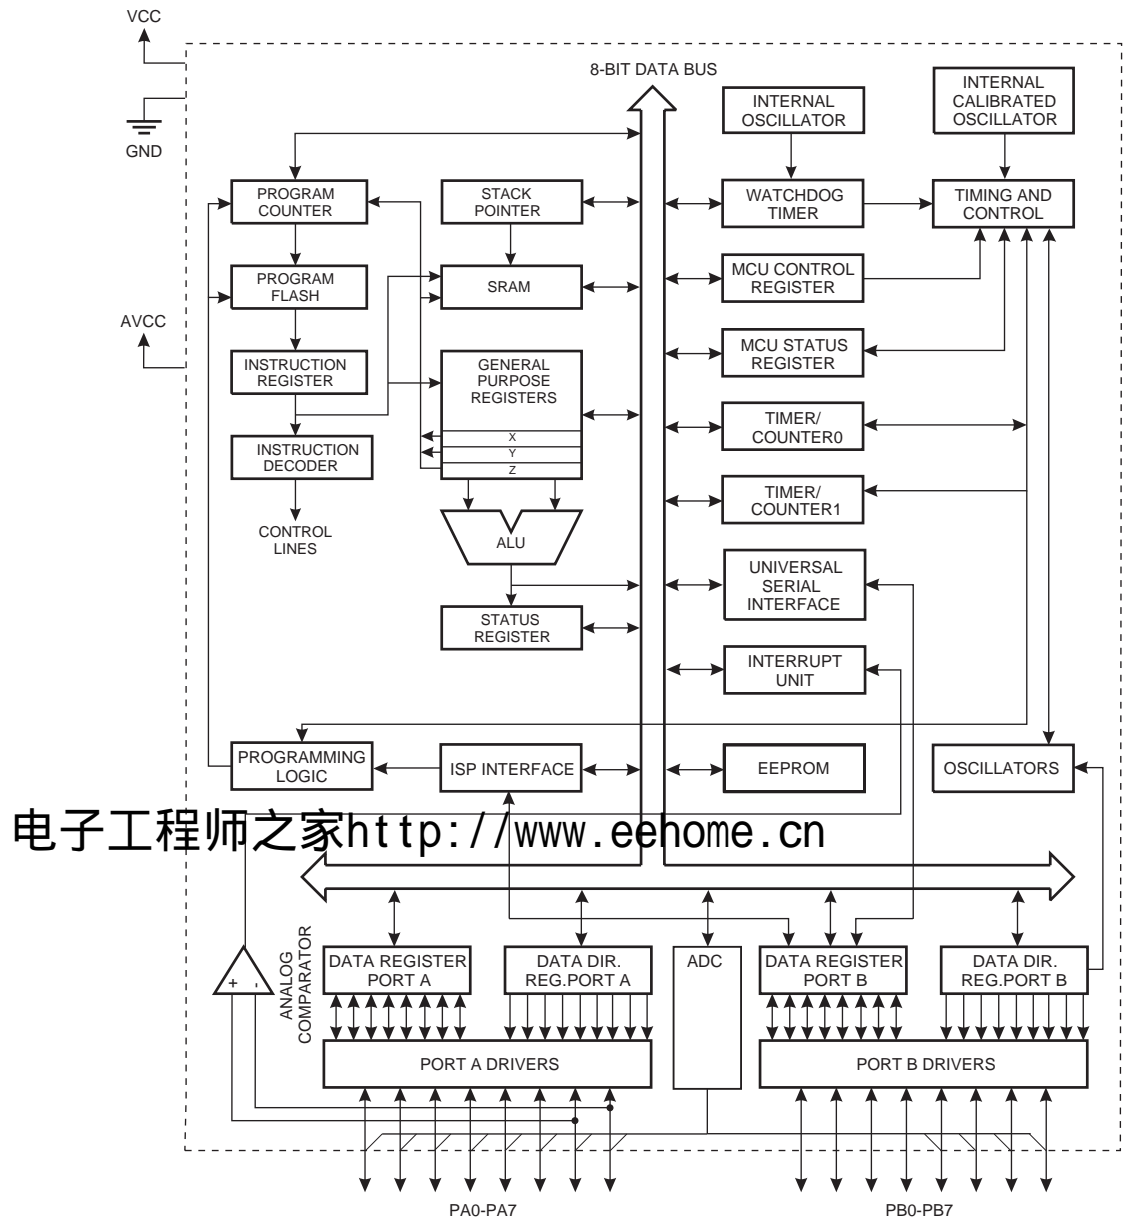 VCC
8-BIT DATA BUS
GND
AVCC
INTERNAL
OSCILLATOR
INTERNAL
CALIBRATED
OSCILLATOR
PROGRAM
COUNTER
STACK
POINTER
WATCHDOG
TIMER
TIMING AND
CONTROL
PROGRAM
FLASH
SRAM
MCU CONTROL
REGISTER
INSTRUCTION
REGISTER
GENERAL
PURPOSE
REGISTERS
X
Y
Z
MCU STATUS
REGISTER
INSTRUCTION
DECODER
TIMER/
COUNTER0
CONTROL
LINES
ALU
TIMER/
COUNTER1
STATUS
REGISTER
UNIVERSAL
SERIAL
INTERFACE
INTERRUPT
UNIT
PROGRAMMING
LOGIC
ISP INTERFACE
EEPROM
OSCILLATORS
电子工程师之家http://www.eehome.cn
+
-
ANALOG
COMPARATOR
DATA REGISTER
PORT A
DATA DIR.
REG.PORT A
ADC
DATA REGISTER
PORT B
DATA DIR.
REG.PORT B
PORT A DRIVERS
PORT B DRIVERS
PA0-PA7
PB0-PB7